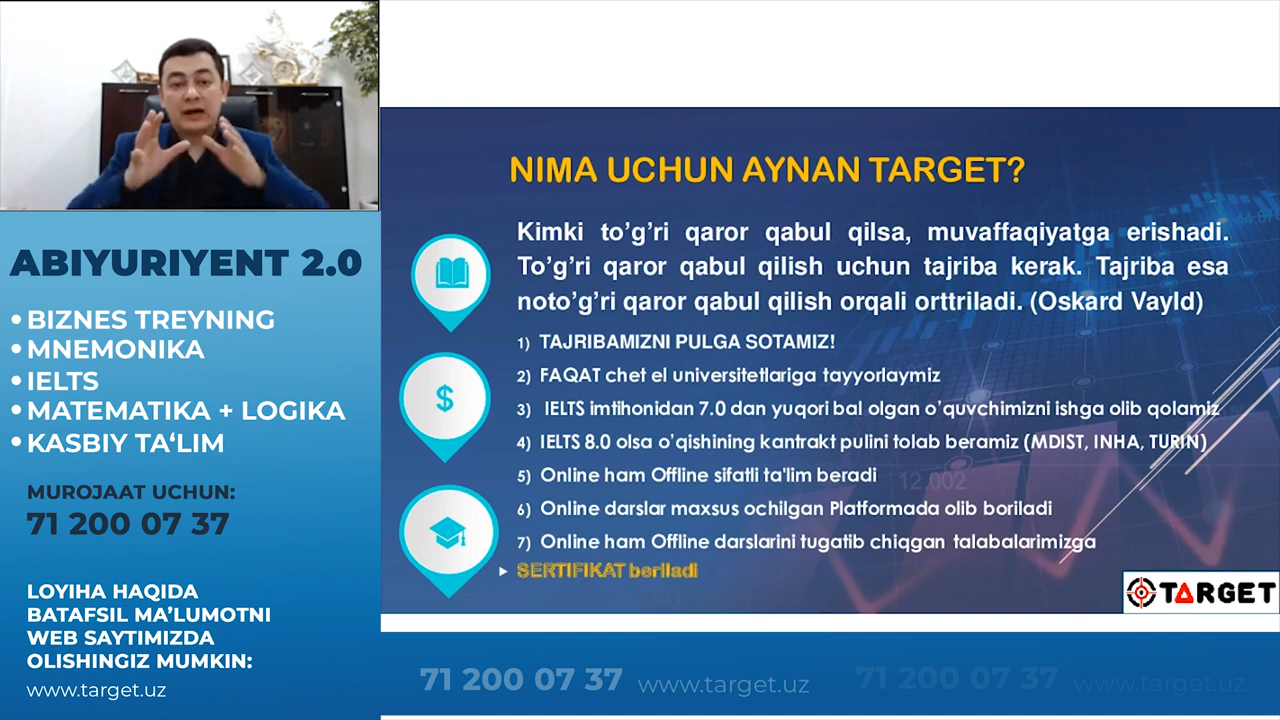 ABIYURIYENT 2.0
• BIZNES TREYNING
• MNEMONIKA
• IELTS
• MATEMATIKA + LOGIKA
• KASBIY TA‘LIM
MUROJAAT UCHUN:
71 200 07 37
LOYIHA HAQIDA
BATAFSIL MA’LUMOTNI
WEB SAYTIMIZDA
OLISHINGIZ MUMKIN:
www.target.uz
NIMA UCHUN AYNAN TARGET?
Kimki to’g’ri qaror qabul qilsa, muvaffaqiyatga erishadi.
To’g’ri qaror qabul qilish uchun tajriba kerak. Tajriba esa
noto’g’ri qaror qabul qilish orqali orttriladi. (Oskard Vayld)
1) TAJRIBAMIZNI PULGA SOTAMIZ!
2) FAQAT chet el universitetlariga tayyorlaymiz
3) IELTS imtihonidan 7.0 dan yuqori bal olgan o’quvchimizni ishga olib qolamiz
4) IELTS 8.0 olsa o’qishining kantrakt pulini tolab beramiz (MDIST, INHA, TURIN)
5) Online ham Offline sifatli ta'lim beradi
12.002
6) Online darslar maxsus ochilgan Platformada olib boriladi
7) Online ham Offline darslarini tugatib chiqgan talabalarimizga
SERTIFIKAT beriladi
TARGET
71 200 07 37 www.target.uz 71 200 07 37 www.target.uz